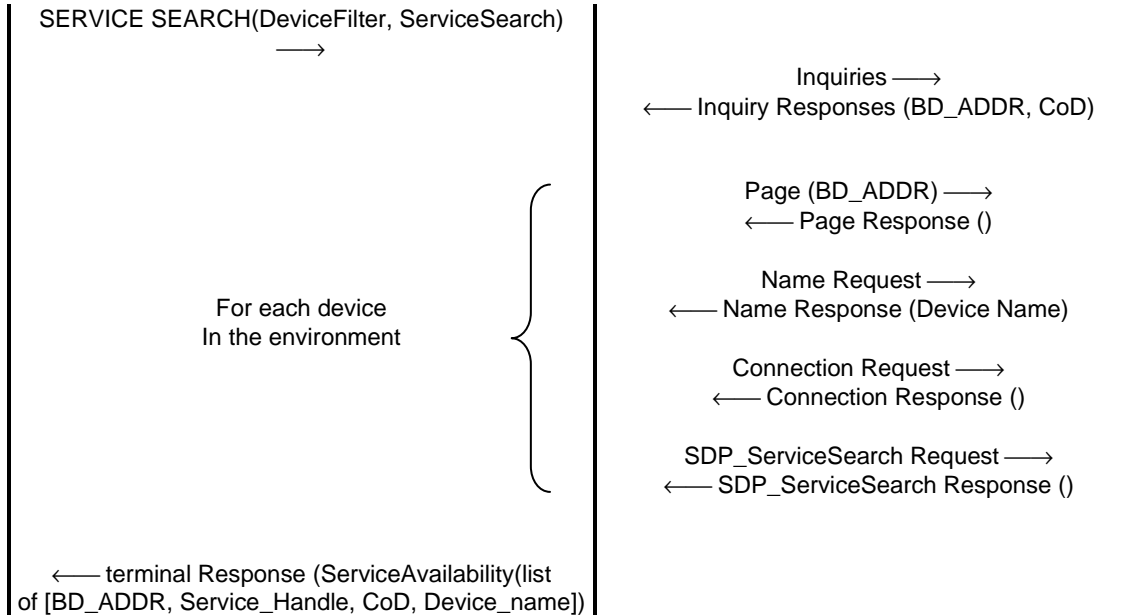 SERVICE SEARCH(DeviceFilter, ServiceSearch)
⟶
Inquiries ⟶
⟵ Inquiry Responses (BD_ADDR, CoD)
Page (BD_ADDR) ⟶
⟵ Page Response ()
Name Request ⟶
⟵ Name Response (Device Name)
For each device
In the environment
Connection Request ⟶
⟵ Connection Response ()
SDP_ServiceSearch Request ⟶
⟵ SDP_ServiceSearch Response ()
⟵ terminal Response (ServiceAvailability(list
of [BD_ADDR, Service_Handle, CoD, Device_name])